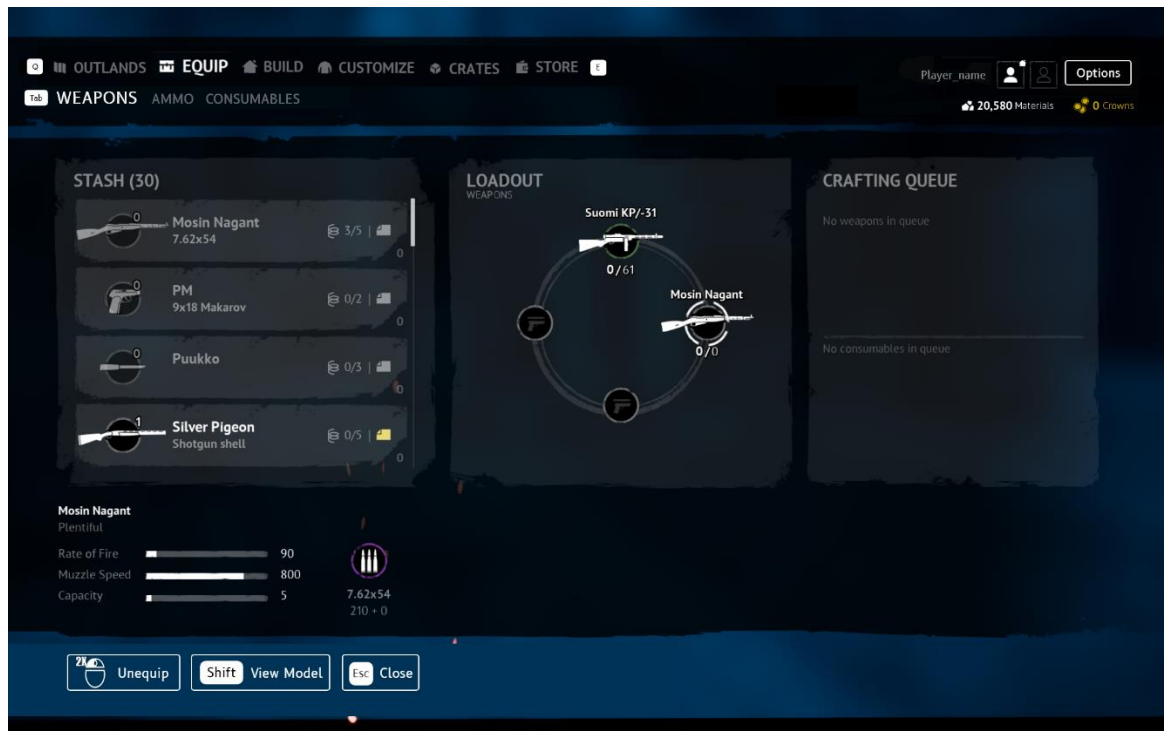 Q OUTLANDS EQUIP BUILD CUSTOMIZE CRATES STORE E
Player_name Options
Tab WEAPONS AMMO CONSUMABLES
20,580 Materials 0 Crowns
STASH (30)
0
Mosin Nagant
7.62x54
3/5 |
0
0
PM
9x18 Makarov
0/2 |
0
0
Puukko
0/3 |
0
1
Silver Pigeon
Shotgun shell
0/5 |
0
LOADOUT
WEAPONS
Suomi KP/-31
0/61
Mosin Nagant
0/0
CRAFTING QUEUE
No weapons in queue
No consumables in queue
Mosin Nagant
Plentiful
Rate of Fire 90
Muzzle Speed 800
Capacity 5
7.62x54
210 + 0
2X Unequip Shift View Model Esc Close